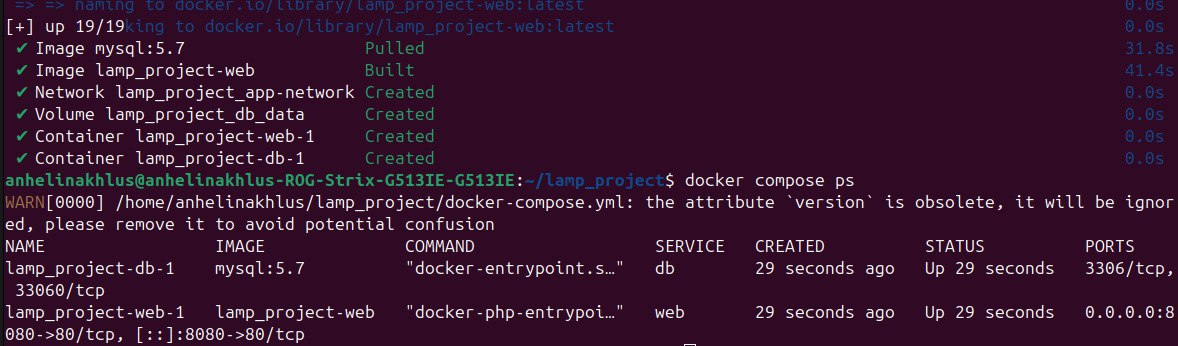 => => naming to docker.io/library/lamp_project-web:latest 0.0s
[+] up 19/19king to docker.io/library/lamp_project-web:latest 0.0s
✔ Image mysql:5.7 Pulled 31.8s
✔ Image lamp_project-web Built 41.4s
✔ Network lamp_project_app-network Created 0.0s
✔ Volume lamp_project_db_data Created 0.0s
✔ Container lamp_project-web-1 Created 0.0s
✔ Container lamp_project-db-1 Created 0.0s
anhelinakhlus@anhelinakhlus-ROG-Strix-G513IE-G513IE:~/lamp_project$ docker compose ps
WARN[0000] /home/anhelinakhlus/lamp_project/docker-compose.yml: the attribute `version` is obsolete, it will be ignor
ed, please remove it to avoid potential confusion
NAME IMAGE COMMAND SERVICE CREATED STATUS PORTS
lamp_project-db-1 mysql:5.7 "docker-entrypoint.s…" db 29 seconds ago Up 29 seconds 3306/tcp,
33060/tcp
lamp_project-web-1 lamp_project-web "docker-php-entrypoi…" web 29 seconds ago Up 29 seconds 0.0.0.0:8
080->80/tcp, [::]:8080->80/tcp